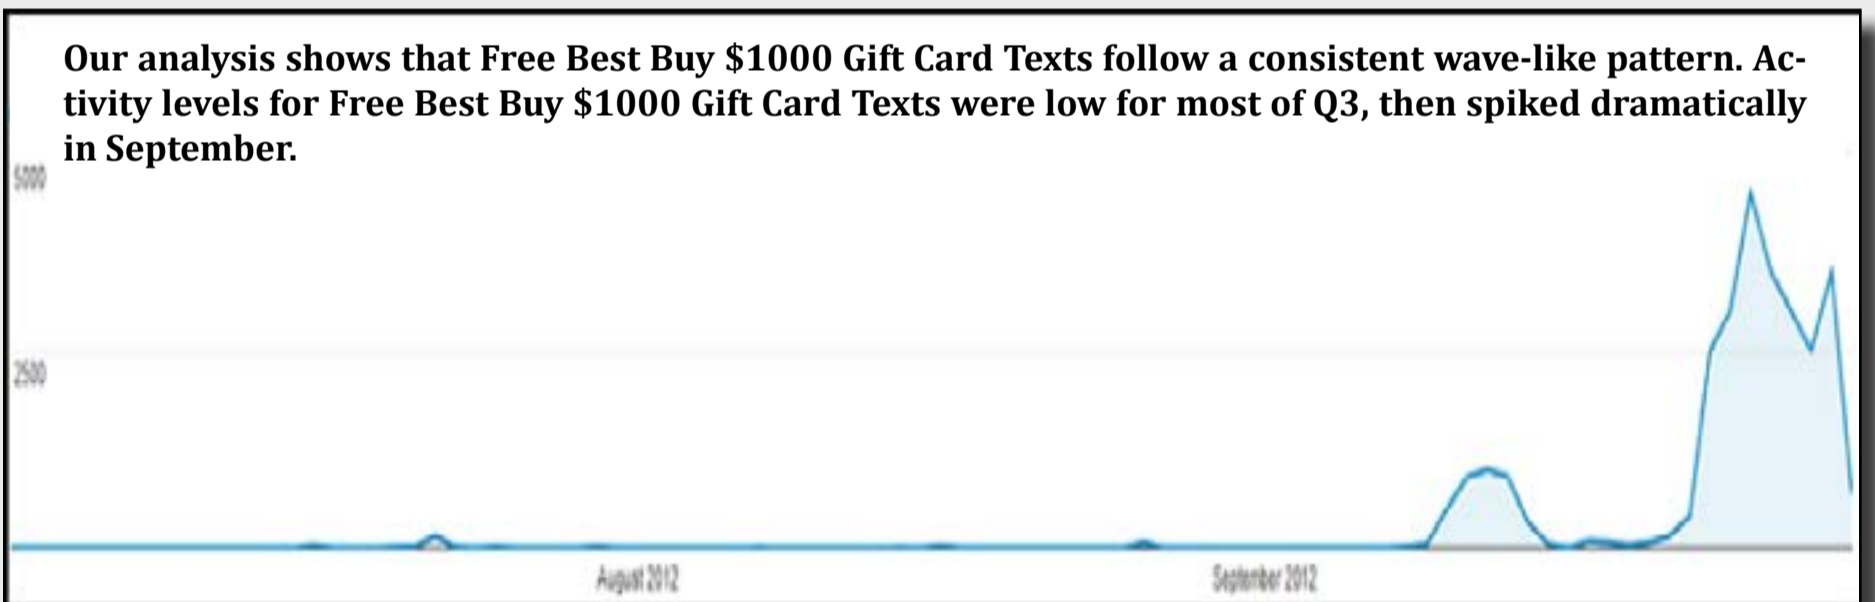 Our analysis shows that Free Best Buy $1000 Gift Card Texts follow a consistent wave-like pattern. Ac-
tivity levels for Free Best Buy $1000 Gift Card Texts were low for most of Q3, then spiked dramatically
in September.
5000
2500
August 2012
September 2012